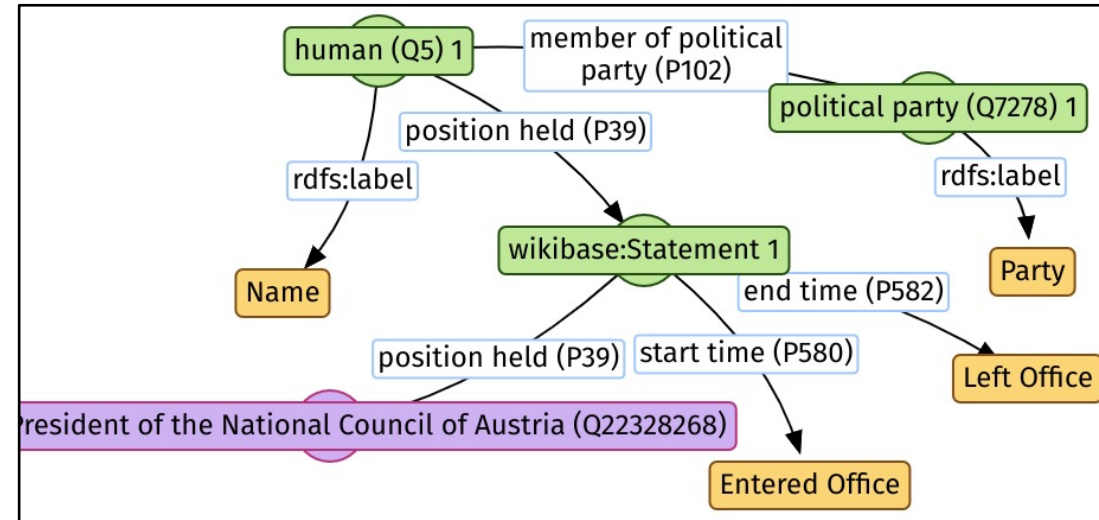 human (Q5) 1
member of political
party (P102)
political party (Q7278) 1
position held (P39)
rdfs:label
rdfs:label
wikibase:Statement 1
Name
Party
end time (P582)
position held (P39)
start time (P580)
Left Office
resident of the National Council of Austria (Q22328268)
Entered Office